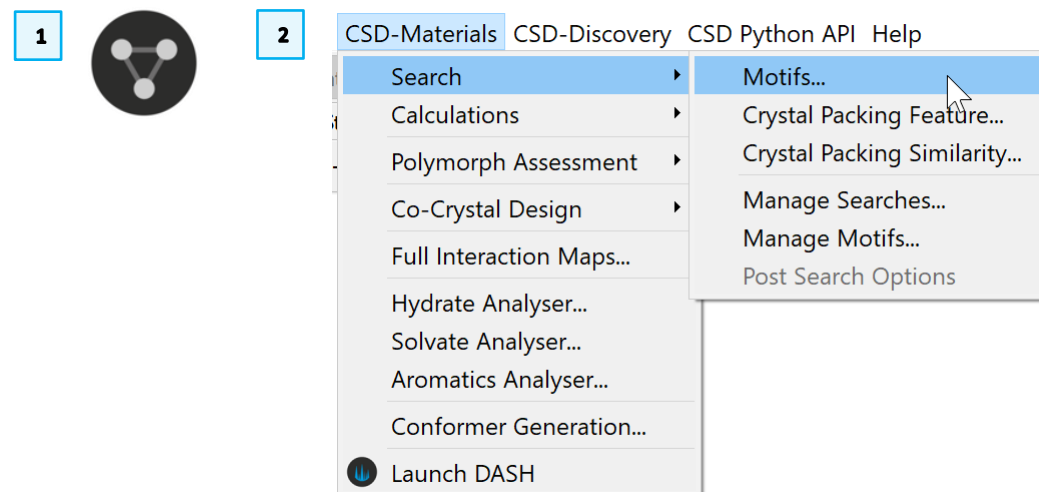 1
2
CSD-Materials CSD-Discovery CSD Python API Help
Search
Calculations
Polymorph Assessment
Co-Crystal Design
Full Interaction Maps...
Hydrate Analyser...
Solvate Analyser...
Aromatics Analyser...
Conformer Generation...
Launch DASH
Motifs...
Crystal Packing Feature...
Crystal Packing Similarity...
Manage Searches...
Manage Motifs...
Post Search Options